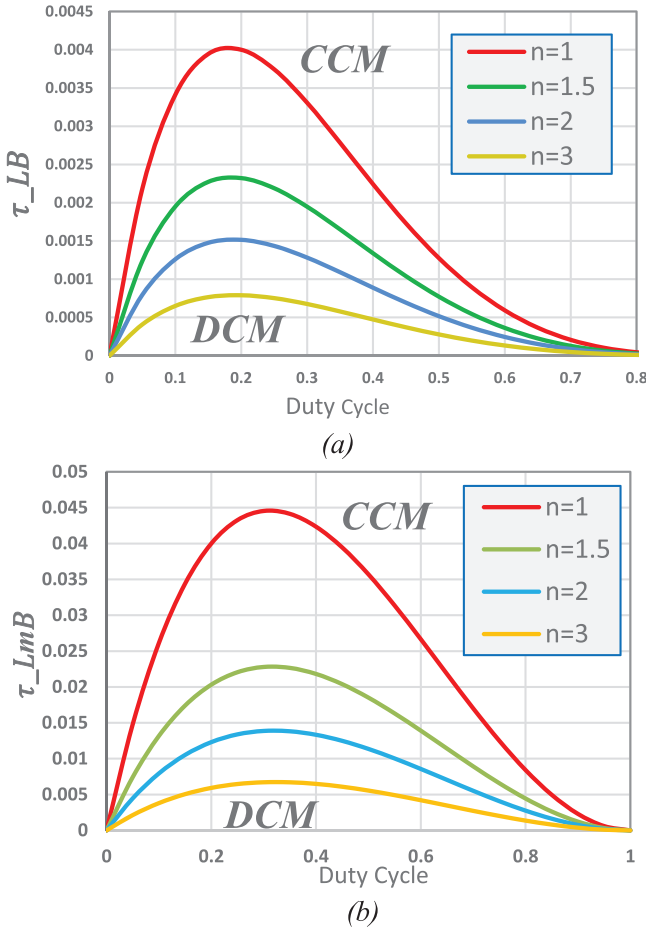 0.004
0.0045
0.0035
0.003
0.0025
0.002
0.0015
0.001
0.0005
0
τ_LB
CCM
DCM
n=1
n=1.5
n=2
n=3
0 0.1 0.2 0.3 0.4 0.5 0.6 0.7 0.8
Duty Cycle
(a)
0.05
0.045
0.04
0.035
0.03
0.025
0.02
0.015
0.01
0.005
0
τ_LmB
CCM
DCM
n=1
n=1.5
n=2
n=3
0 0.2 0.4 0.6 0.8 1
Duty Cycle
(b)